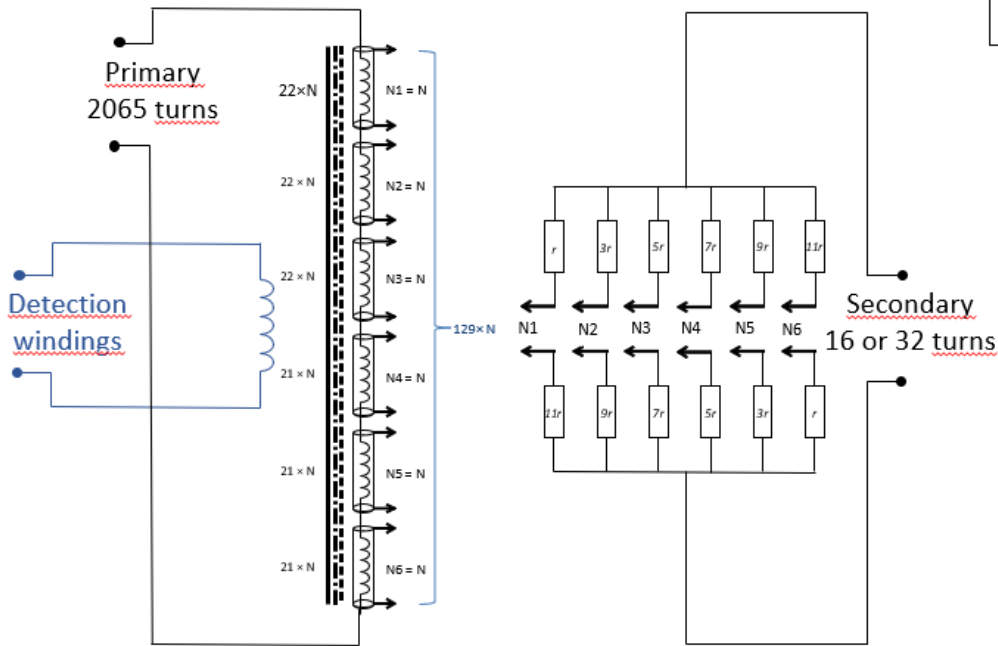 Primary
2065 turns
Detection
windings
22×N
22 × N
22 × N
21 × N
21 × N
21 × N
N1 = N
N2 = N
N3 = N
N4 = N
N5 = N
N6 = N
129× N
r
3r
5r
7r
9r
11r
N1
N2
N3
N4
N5
N6
11r
9r
7r
5r
3r
r
Secondary
16 or 32 turns